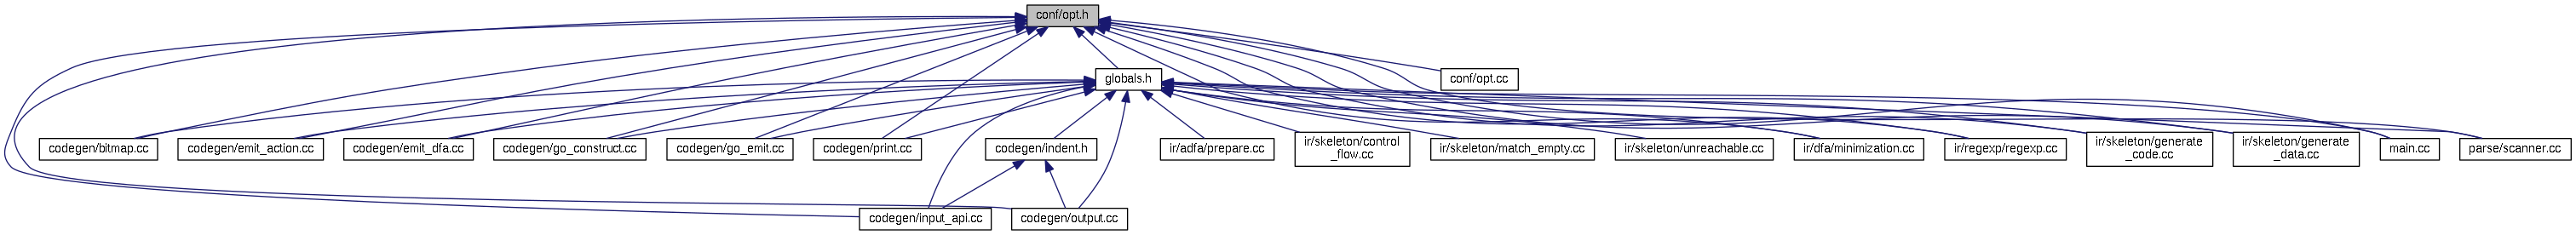 conf/opt.h
globals.h
conf/opt.cc
codegen/bitmap.cc
codegen/emit_action.cc
codegen/emit_dfa.cc
codegen/go_construct.cc
codegen/go_emit.cc
codegen/print.cc
codegen/indent.h
ir/adfa/prepare.cc
ir/skeleton/control
_flow.cc
ir/skeleton/match_empty.cc
ir/skeleton/unreachable.cc
ir/dfa/minimization.cc
ir/regexp/regexp.cc
ir/skeleton/generate
_code.cc
ir/skeleton/generate
_data.cc
main.cc
parse/scanner.cc
codegen/input_api.cc
codegen/output.cc